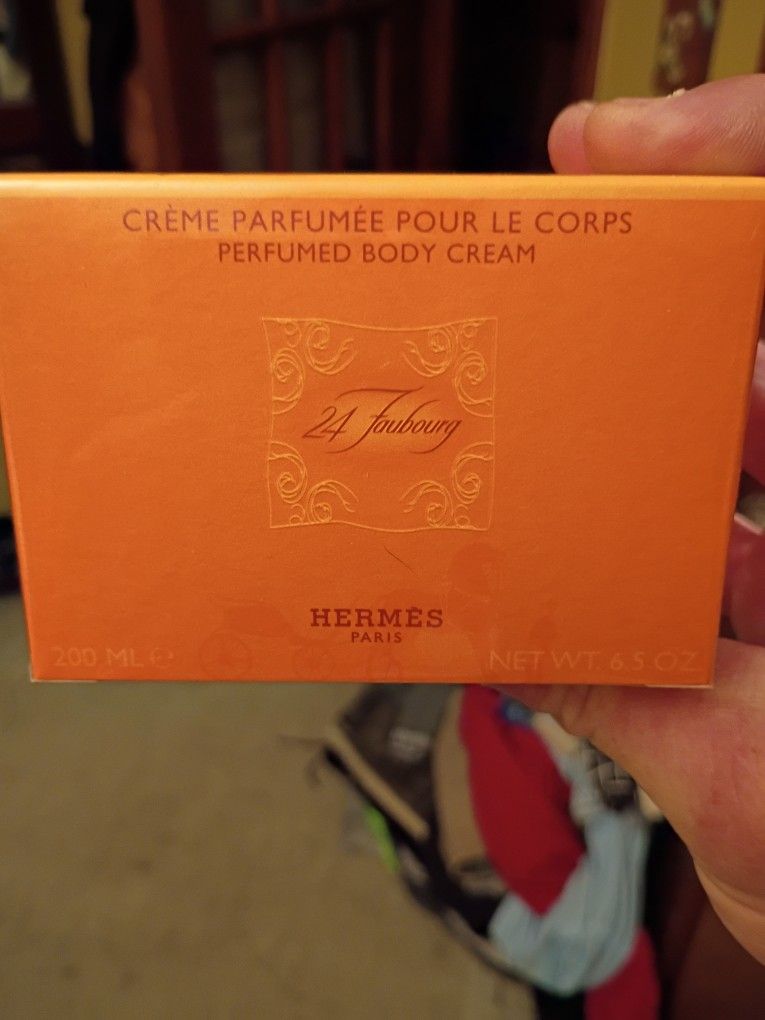 CRÈME PARFUMÉE POUR LE CORPS
PERFUMED BODY CREAM
24 Faubourg
HERMÈS
PARIS
200 ML ℮
NET WT. 6.5 OZ